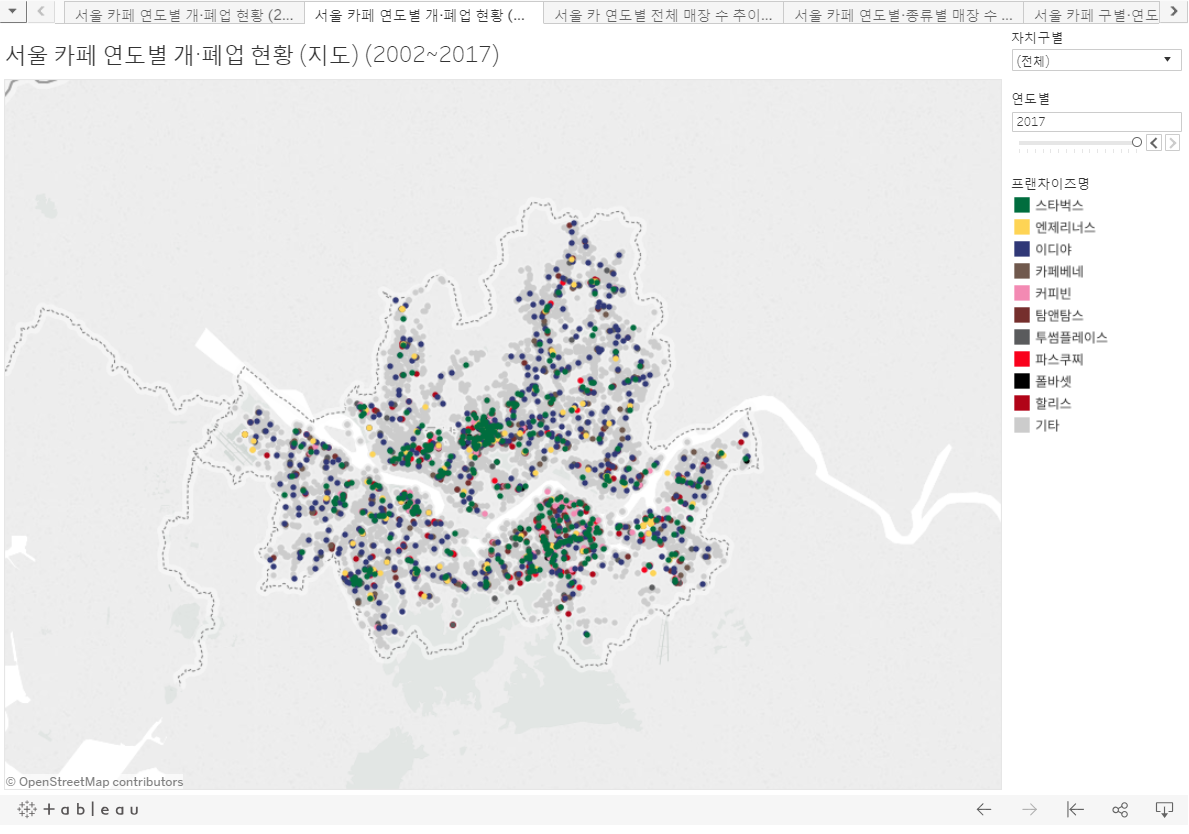 서울 카페 연도별 개·폐업 현황 (2...
서울 카페 연도별 개·폐업 현황 (...
서울 카 연도별 전체 매장 수 추이...
서울 카페 연도별·종류별 매장 수 ...
서울 카페 구별·연도
서울 카페 연도별 개·폐업 현황 (지도) (2002~2017)
자치구별
(전체)
연도별
2017
프랜차이즈명
스타벅스
엔제리너스
이디야
카페베네
커피빈
탐앤탐스
투썸플레이스
파스쿠찌
폴바셋
할리스
기타
© OpenStreetMap contributors
+ableau